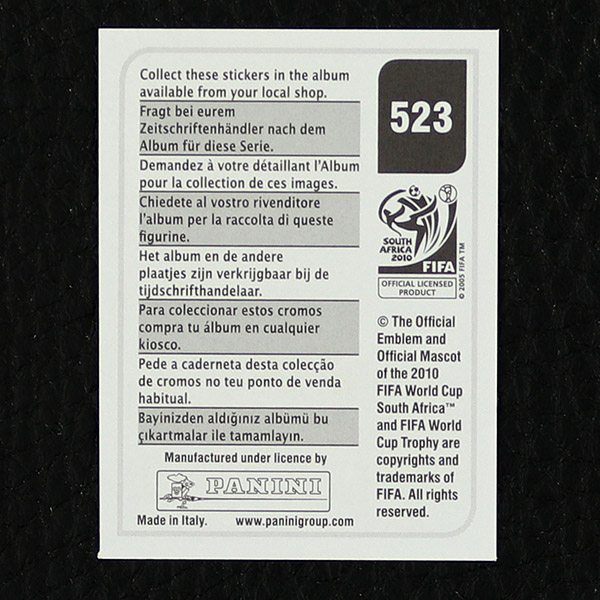 Collect these stickers in the album
available from your local shop.
Fragt bei eurem
Zeitschriftenhändler nach dem
Album für diese Serie.
Demandez à votre détaillant l'Album
pour la collection de ces images.
Chiedete al vostro rivenditore
l'album per la raccolta di queste
figurine.
Het album en de andere
plaatjes zijn verkrijgbaar bij de
tijdschrifthandelaar.
Para coleccionar estos cromos
compra tu álbum en cualquier
kiosco.
Pede a caderneta desta colecção
de cromos no teu ponto de venda
habitual.
Bayinizden aldığınız albümü bu
çıkartmalar ile tamamlayın.
Manufactured under licence by
PANINI
Made in Italy. www.paninigroup.com
523
SOUTH
AFRICA
2010
FIFA
OFFICIAL LICENSED
PRODUCT
© 2005 FIFA TM
© The Official
Emblem and
Official Mascot
of the 2010
FIFA World Cup
South Africa™
and FIFA World
Cup Trophy are
copyrights and
trademarks of
FIFA. All rights
reserved.